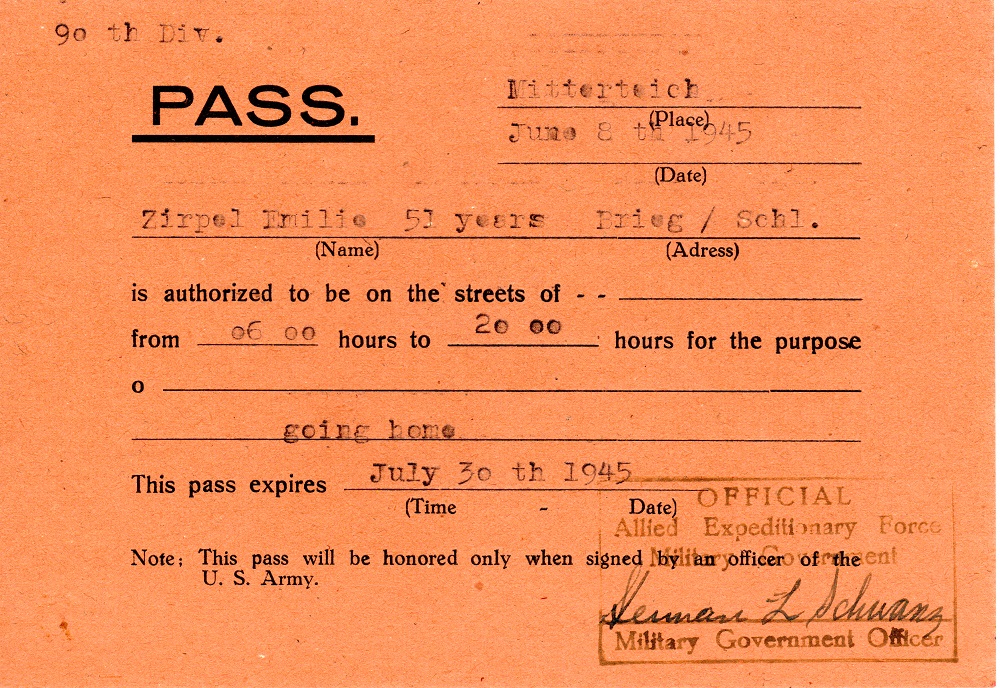 90 th Div.
PASS.
Mitterteich
(Place)
June 8 th 1945
(Date)
Zirpel Emilie 51 years Brieg / Schl.
(Name) (Adress)
is authorized to be on the streets of - -
from 06 00 hours to 20 00 hours for the purpose
o
going home
This pass expires July 30 th 1945
(Time - Date)
OFFICIAL
Allied Expeditionary Force
Military Government
Note: This pass will be honored only when signed by an officer of the
U. S. Army.
Herman L Schwanz
Military Government Officer